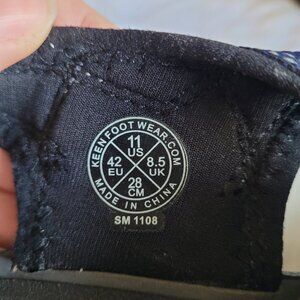 KEENFOOTWEAR.COM
11
US
42
EU
8.5
UK
28
CM
MADE IN CHINA
SM 1108